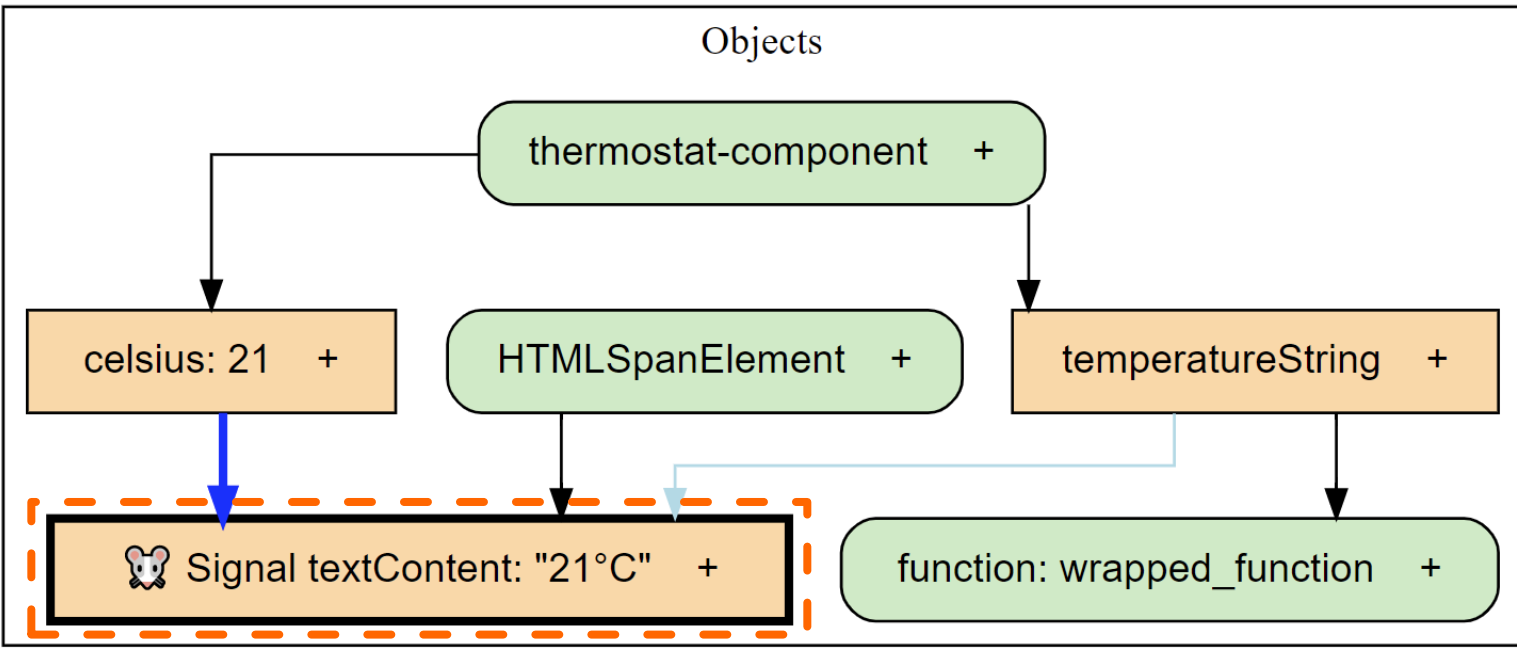 Objects
thermostat-component +
celsius: 21 +
HTMLSpanElement +
temperatureString +
🐭 Signal textContent: "21°C" +
function: wrapped_function +